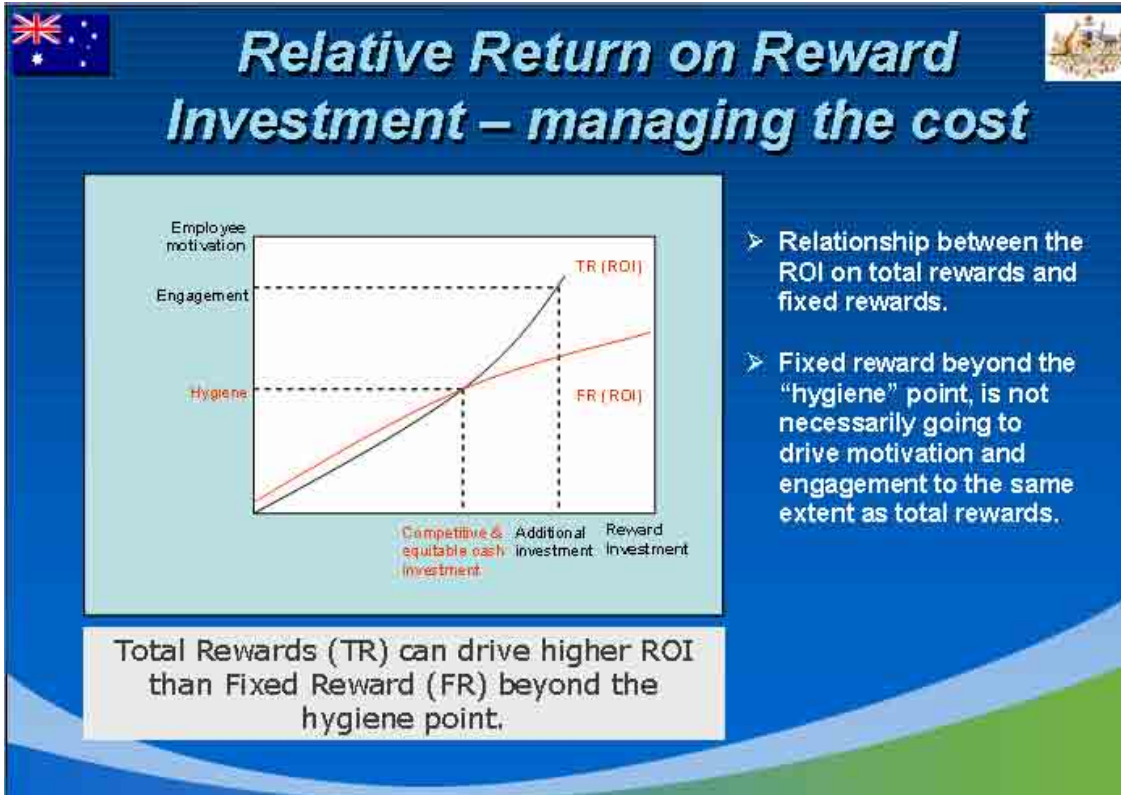 Relative Return on Reward
Investment – managing the cost
Employee
motivation
Engagement
Hygiene
TR (ROI)
FR (ROI)
Competitive &
equitable cash
investment
Additional
investment
Reward
Investment
➢ Relationship between the
ROI on total rewards and
fixed rewards.
➢ Fixed reward beyond the
“hygiene” point, is not
necessarily going to
drive motivation and
engagement to the same
extent as total rewards.
Total Rewards (TR) can drive higher ROI
than Fixed Reward (FR) beyond the
hygiene point.